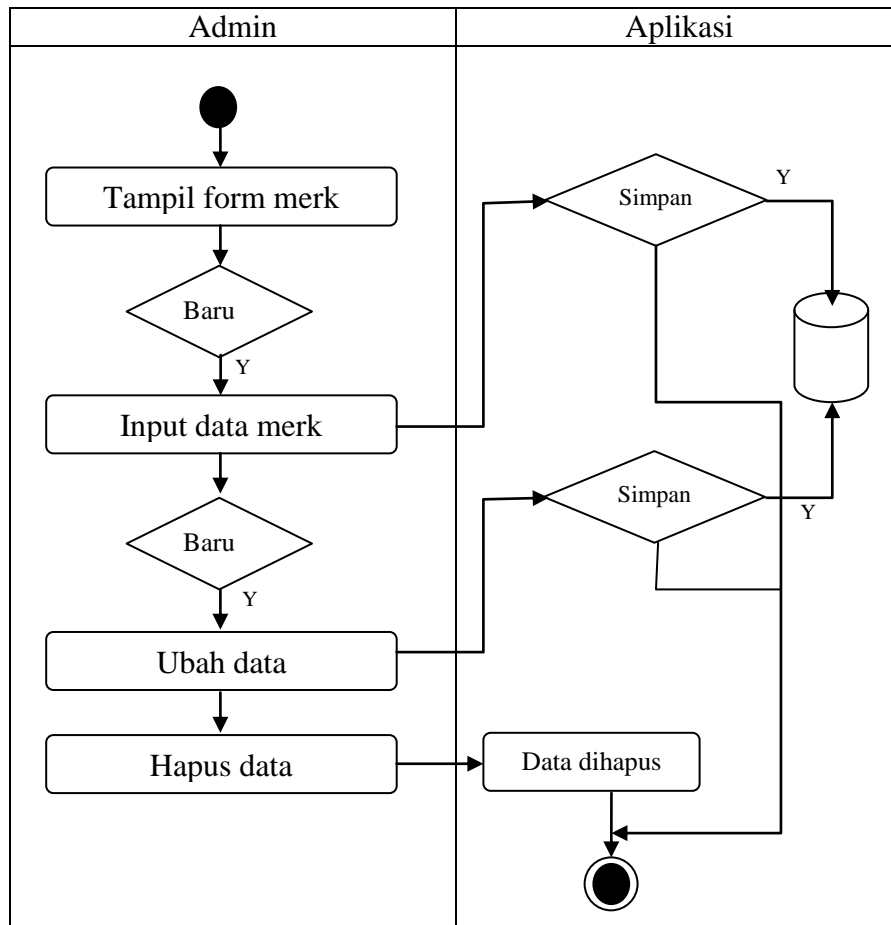 Admin
Aplikasi
Tampil form merk
Simpan
Y
Baru
Y
Input data merk
Simpan
Y
Baru
Y
Ubah data
Hapus data
Data dihapus